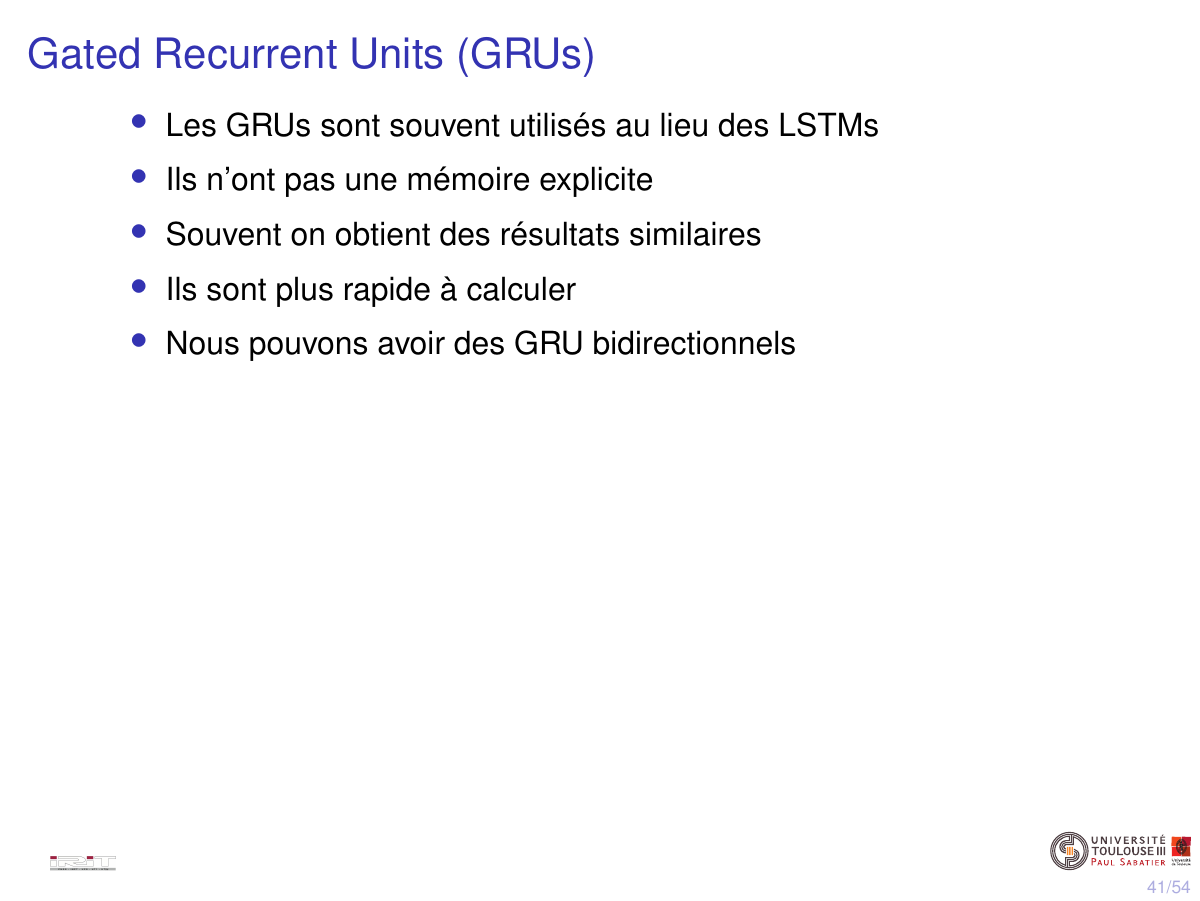 Gated Recurrent Units (GRUs)
Les GRUs sont souvent utilisés au lieu des LSTMs
Ils n'ont pas une mémoire explicite
Souvent on obtient des résultats similaires
Ils sont plus rapide à calculer
Nous pouvons avoir des GRU bidirectionnels
iRiT
UNIVERSITÉ
TOULOUSE III
PAUL SABATIER
41/54